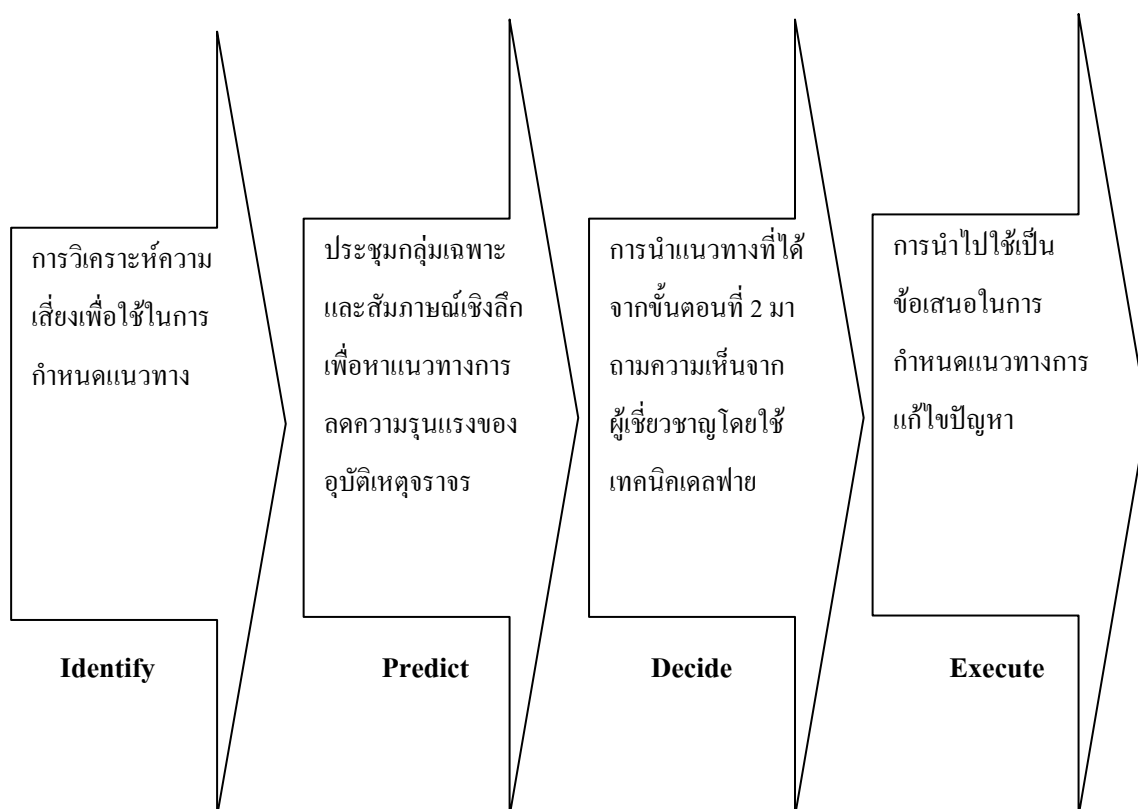 การวิเคราะห์ความ
เสี่ยงเพื่อใช้ในการ
กำหนดแนวทาง
ประชุมกลุ่มเฉพาะ
และสัมภาษณ์เชิงลึก
เพื่อหาแนวทางการ
ลดความรุนแรงของ
อุบัติเหตุจราจร
การนำแนวทางที่ได้
จากขั้นตอนที่ 2 มา
ถามความเห็นจาก
ผู้เชี่ยวชาญโดยใช้
เทคนิคเดลฟาย
การนำไปใช้เป็น
ข้อเสนอในการ
กำหนดแนวทางการ
แก้ไขปัญหา
Identify
Predict
Decide
Execute